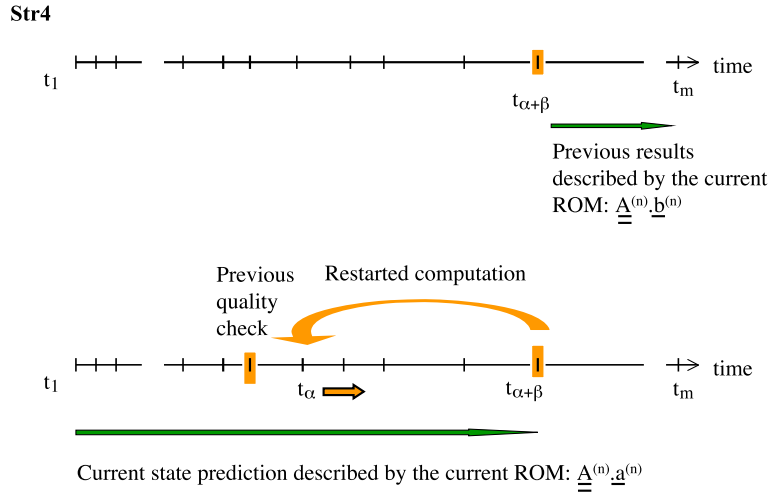 Str4
t1 tα+β tm time
Previous results
described by the current
ROM: A(n).b(n)
Previous
quality
check
Restarted computation
t1 tα tα+β tm time
Current state prediction described by the current ROM: A(n).a(n)